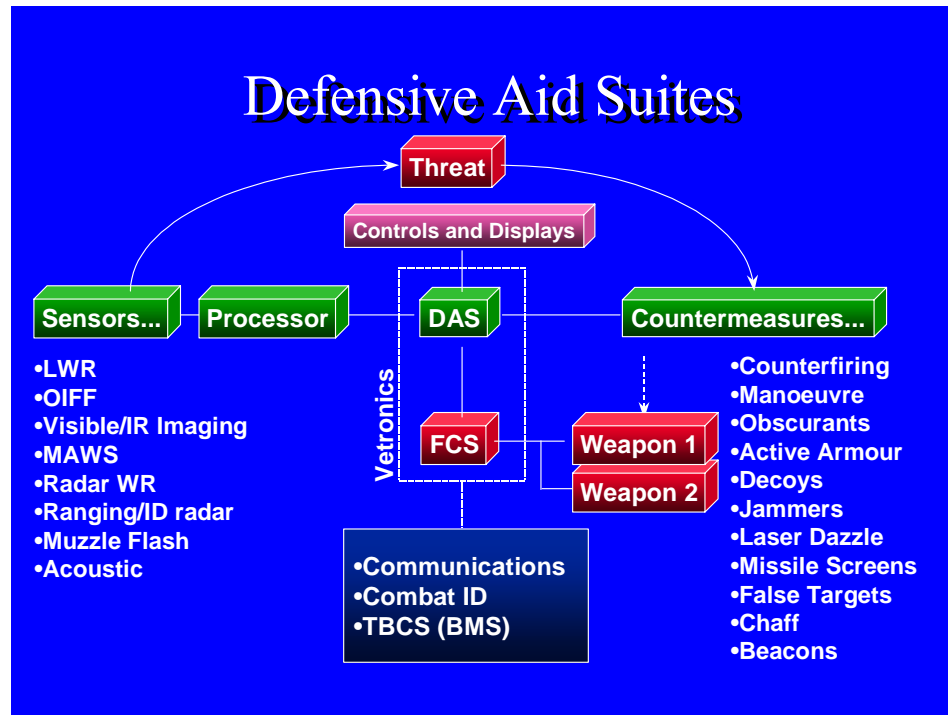 Defensive Aid Suites
Threat
Controls and Displays
Sensors...
Processor
DAS
Countermeasures...
•LWR
•OIFF
•Visible/IR Imaging
•MAWS
•Radar WR
•Ranging/ID radar
•Muzzle Flash
•Acoustic
Vetronics
FCS
Weapon 1
Weapon 2
•Counterfiring
•Manoeuvre
•Obscurants
•Active Armour
•Decoys
•Jammers
•Laser Dazzle
•Missile Screens
•False Targets
•Chaff
•Beacons
•Communications
•Combat ID
•TBCS (BMS)